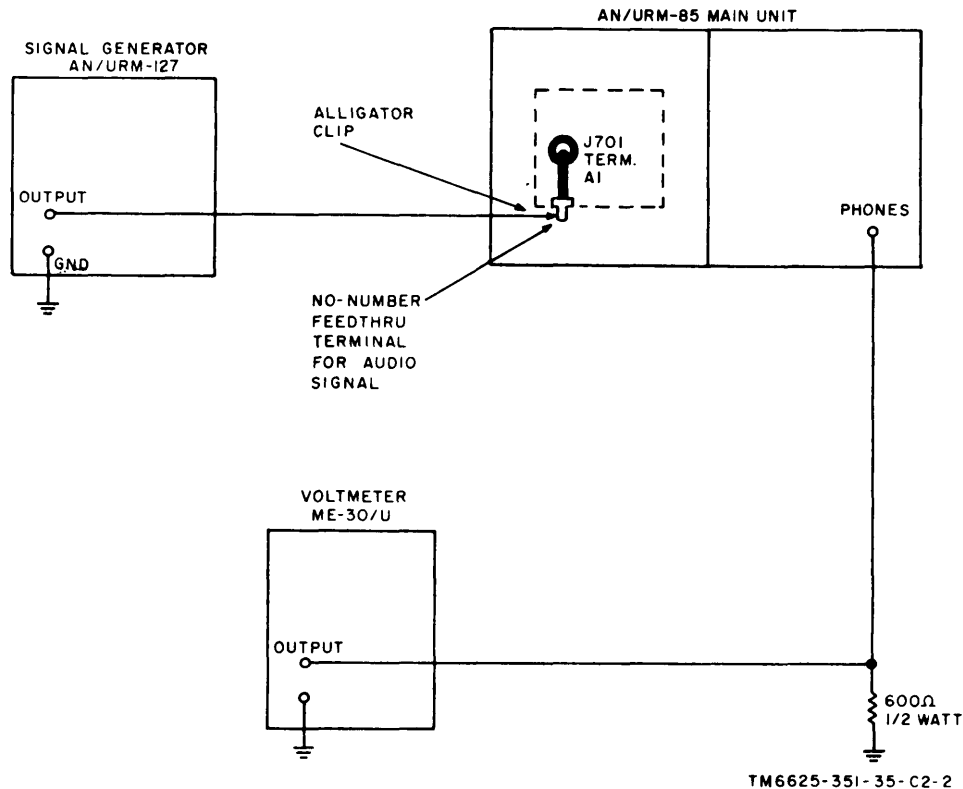 AN/URM-85 MAIN UNIT
SIGNAL GENERATOR
AN/URM-127
ALLIGATOR
CLIP
J701
TERM.
A1
OUTPUT
GND
PHONES
NO-NUMBER
FEEDTHRU
TERMINAL
FOR AUDIO
SIGNAL
VOLTMETER
ME-30/U
OUTPUT
600Ω
1/2 WATT
TM6625-351-35-C2-2